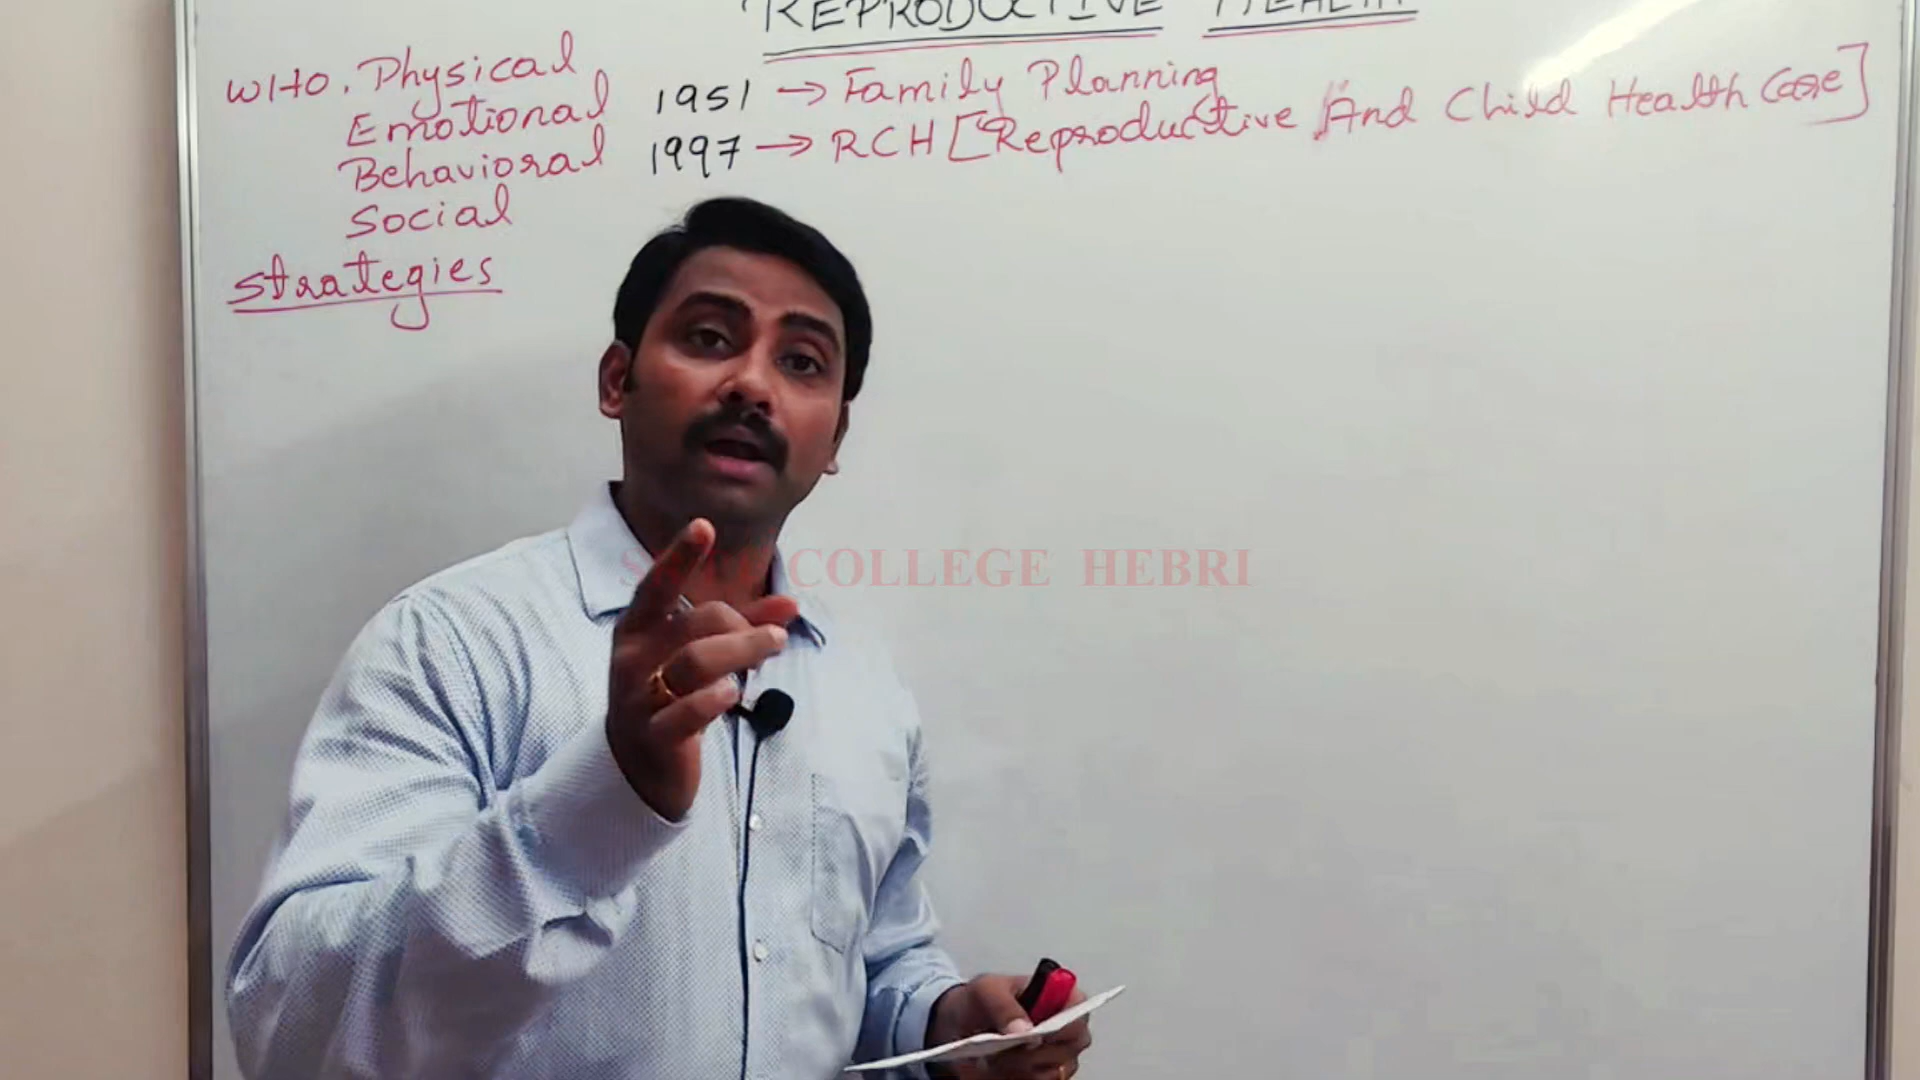 REPRODUCTIVE HEALTH
WHO. Physical
Emotional
Behavioral
Social
1951 → Family Planning
1997 → RCH [Reproductive And Child Health Care]
Strategies
COLLEGE HEBRI